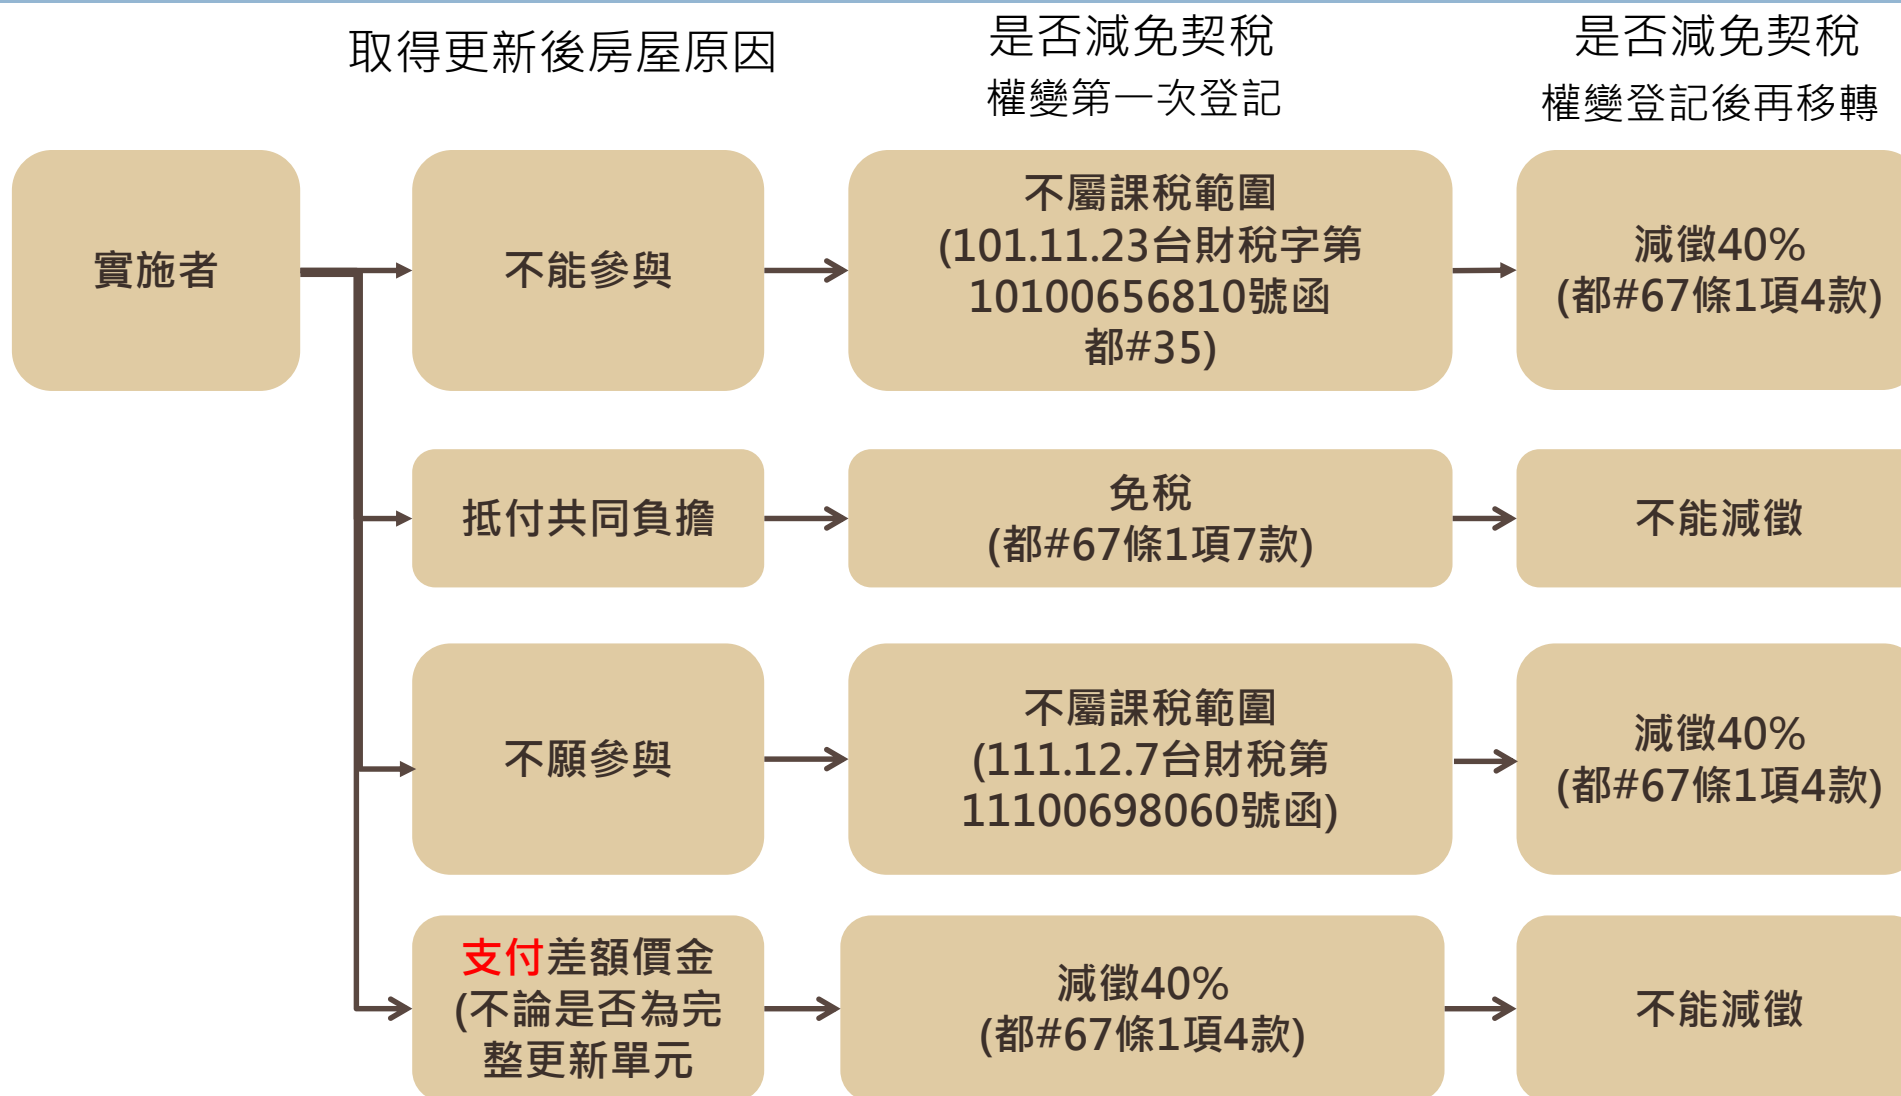 取得更新後房屋原因
是否減免契稅
權變第一次登記
是否減免契稅
權變登記後再移轉
實施者
不能參與
不屬課稅範圍
(101.11.23台財稅字第
10100656810號函
都#35)
減徵40%
(都#67條1項4款)
抵付共同負擔
免稅
(都#67條1項7款)
不能減徵
不願參與
不屬課稅範圍
(111.12.7台財稅第
11100698060號函)
減徵40%
(都#67條1項4款)
支付差額價金
(不論是否為完
整更新單元
減徵40%
(都#67條1項4款)
不能減徵